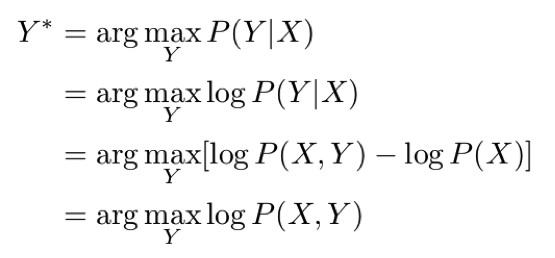 Y* = arg max_Y P(Y|X)
= arg max_Y log P(Y|X)
= arg max_Y [log P(X, Y) − log P(X)]
= arg max_Y log P(X, Y)